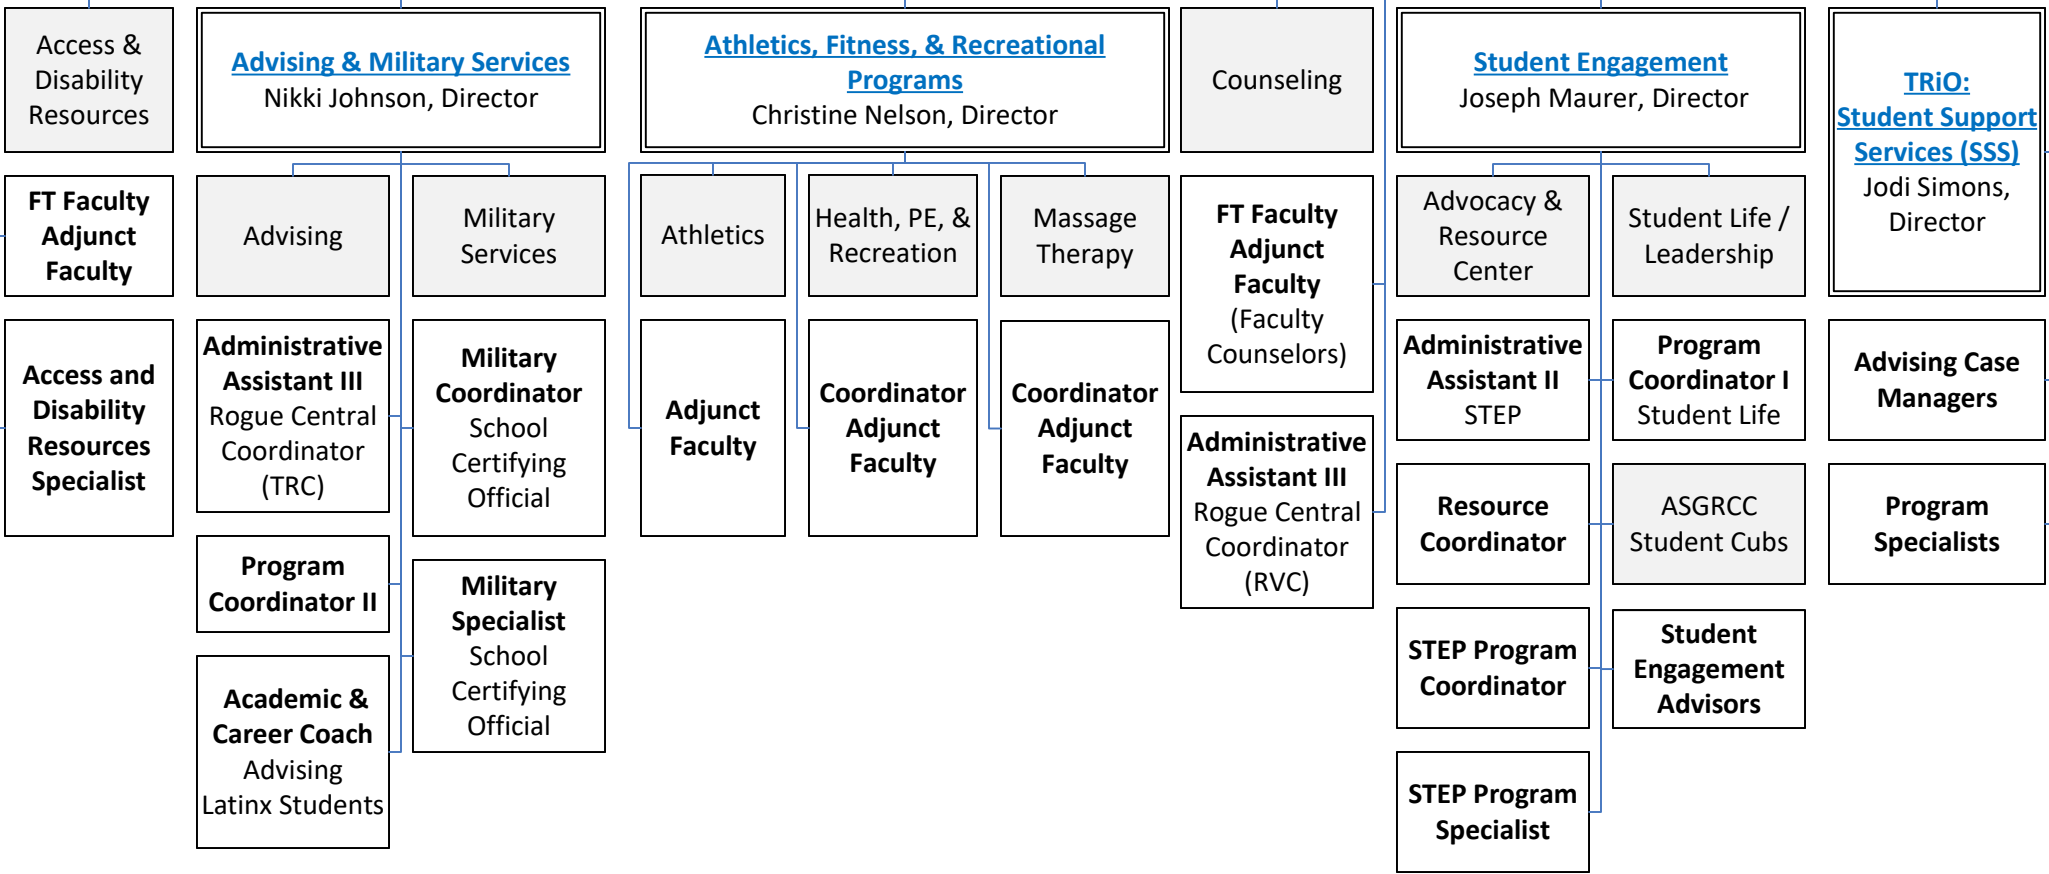 Access &
Disability
Resources
Advising & Military Services
Nikki Johnson, Director
Athletics, Fitness, & Recreational
Programs
Christine Nelson, Director
Counseling
Student Engagement
Joseph Maurer, Director
TRiO:
Student Support
Services (SSS)
Jodi Simons,
Director
FT Faculty
Adjunct
Faculty
Advising
Military
Services
Athletics
Health, PE, &
Recreation
Massage
Therapy
FT Faculty
Adjunct
Faculty
(Faculty
Counselors)
Advocacy &
Resource
Center
Student Life /
Leadership
Access and
Disability
Resources
Specialist
Administrative
Assistant III
Rogue Central
Coordinator
(TRC)
Military
Coordinator
School
Certifying
Official
Adjunct
Faculty
Coordinator
Adjunct
Faculty
Coordinator
Adjunct
Faculty
Administrative
Assistant III
Rogue Central
Coordinator
(RVC)
Administrative
Assistant II
STEP
Program
Coordinator I
Student Life
Advising Case
Managers
Resource
Coordinator
ASGRCC
Student Cubs
Program
Specialists
Program
Coordinator II
Military
Specialist
School
Certifying
Official
STEP Program
Coordinator
Student
Engagement
Advisors
Academic &
Career Coach
Advising
Latinx Students
STEP Program
Specialist